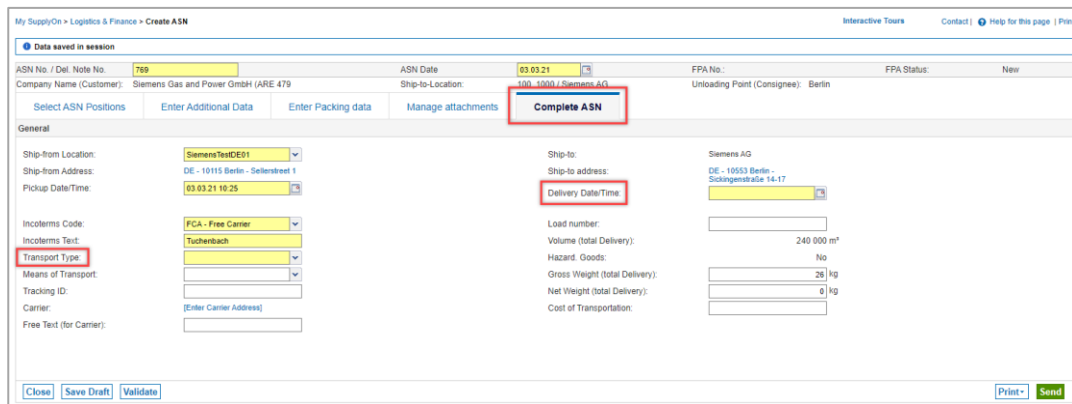 My SupplyOn > Logistics & Finance > Create ASN Interactive Tours Contact | Help for this page | Prin
Data saved in session
ASN No. / Del. Note No. 769 ASN Date 03.03.21 FPA No.: FPA Status: New
Company Name (Customer): Siemens Gas and Power GmbH (ARE 479 Ship-to-Location: 100_1000 / Siemens AG Unloading Point (Consignee): Berlin
Select ASN Positions Enter Additional Data Enter Packing data Manage attachments Complete ASN
General
Ship-from Location: SiemensTestDE01 Ship-to: Siemens AG
Ship-from Address: DE - 10115 Berlin - Sellerstreet 1 Ship-to address: DE - 10553 Berlin -
Sickingenstraße 14-17
Pickup Date/Time: 03.03.21 10:25 Delivery Date/Time:
Incoterms Code: FCA - Free Carrier Load number:
Incoterms Text: Tuchenbach Volume (total Delivery): 240 000 m³
Transport Type: Hazard. Goods: No
Means of Transport: Gross Weight (total Delivery): 26 kg
Tracking ID: Net Weight (total Delivery): 0 kg
Carrier: [Enter Carrier Address] Cost of Transportation:
Free Text (for Carrier):
Close Save Draft Validate Print Send